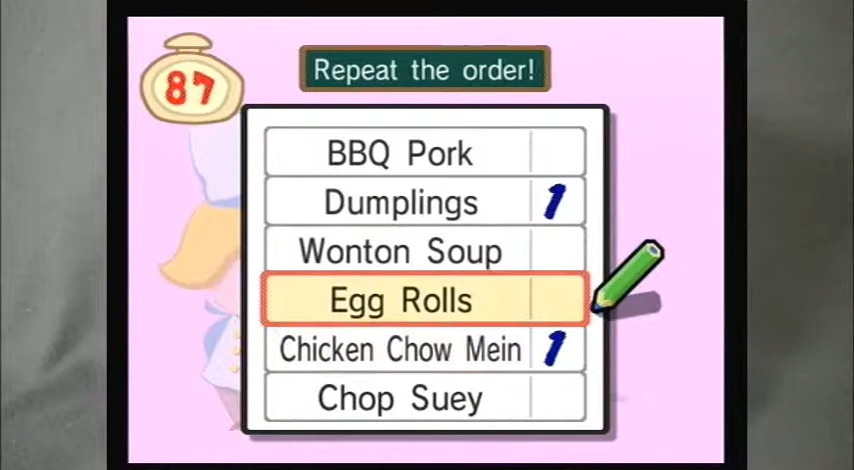 87
Repeat the order!
BBQ Pork
Dumplings 1
Wonton Soup
Egg Rolls
Chicken Chow Mein 1
Chop Suey